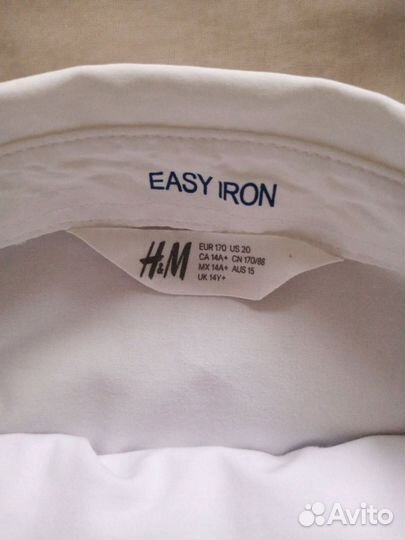 EASY IRON
H&M
EUR 170 US 20
CA 14A+ CN 170/88
MX 14A+ AUS 15
UK 14Y+
Avito